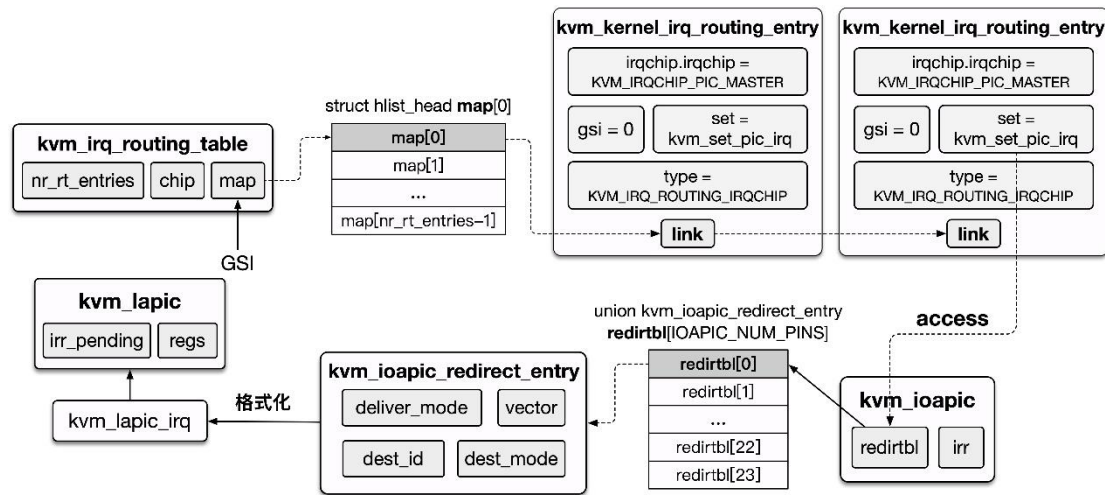 kvm_kernel_irq_routing_entry
irqchip.irqchip =
KVM_IRQCHIP_PIC_MASTER
gsi = 0
set =
kvm_set_pic_irq
type =
KVM_IRQ_ROUTING_IRQCHIP
link
kvm_kernel_irq_routing_entry
irqchip.irqchip =
KVM_IRQCHIP_PIC_MASTER
gsi = 0
set =
kvm_set_pic_irq
type =
KVM_IRQ_ROUTING_IRQCHIP
link
struct hlist_head map[0]
map[0]
map[1]
...
map[nr_rt_entries–1]
kvm_irq_routing_table
nr_rt_entries
chip
map
GSI
kvm_lapic
irr_pending
regs
kvm_lapic_irq
格式化
kvm_ioapic_redirect_entry
deliver_mode
vector
dest_id
dest_mode
union kvm_ioapic_redirect_entry
redirtbl[IOAPIC_NUM_PINS]
redirtbl[0]
redirtbl[1]
...
redirtbl[22]
redirtbl[23]
access
kvm_ioapic
redirtbl
irr